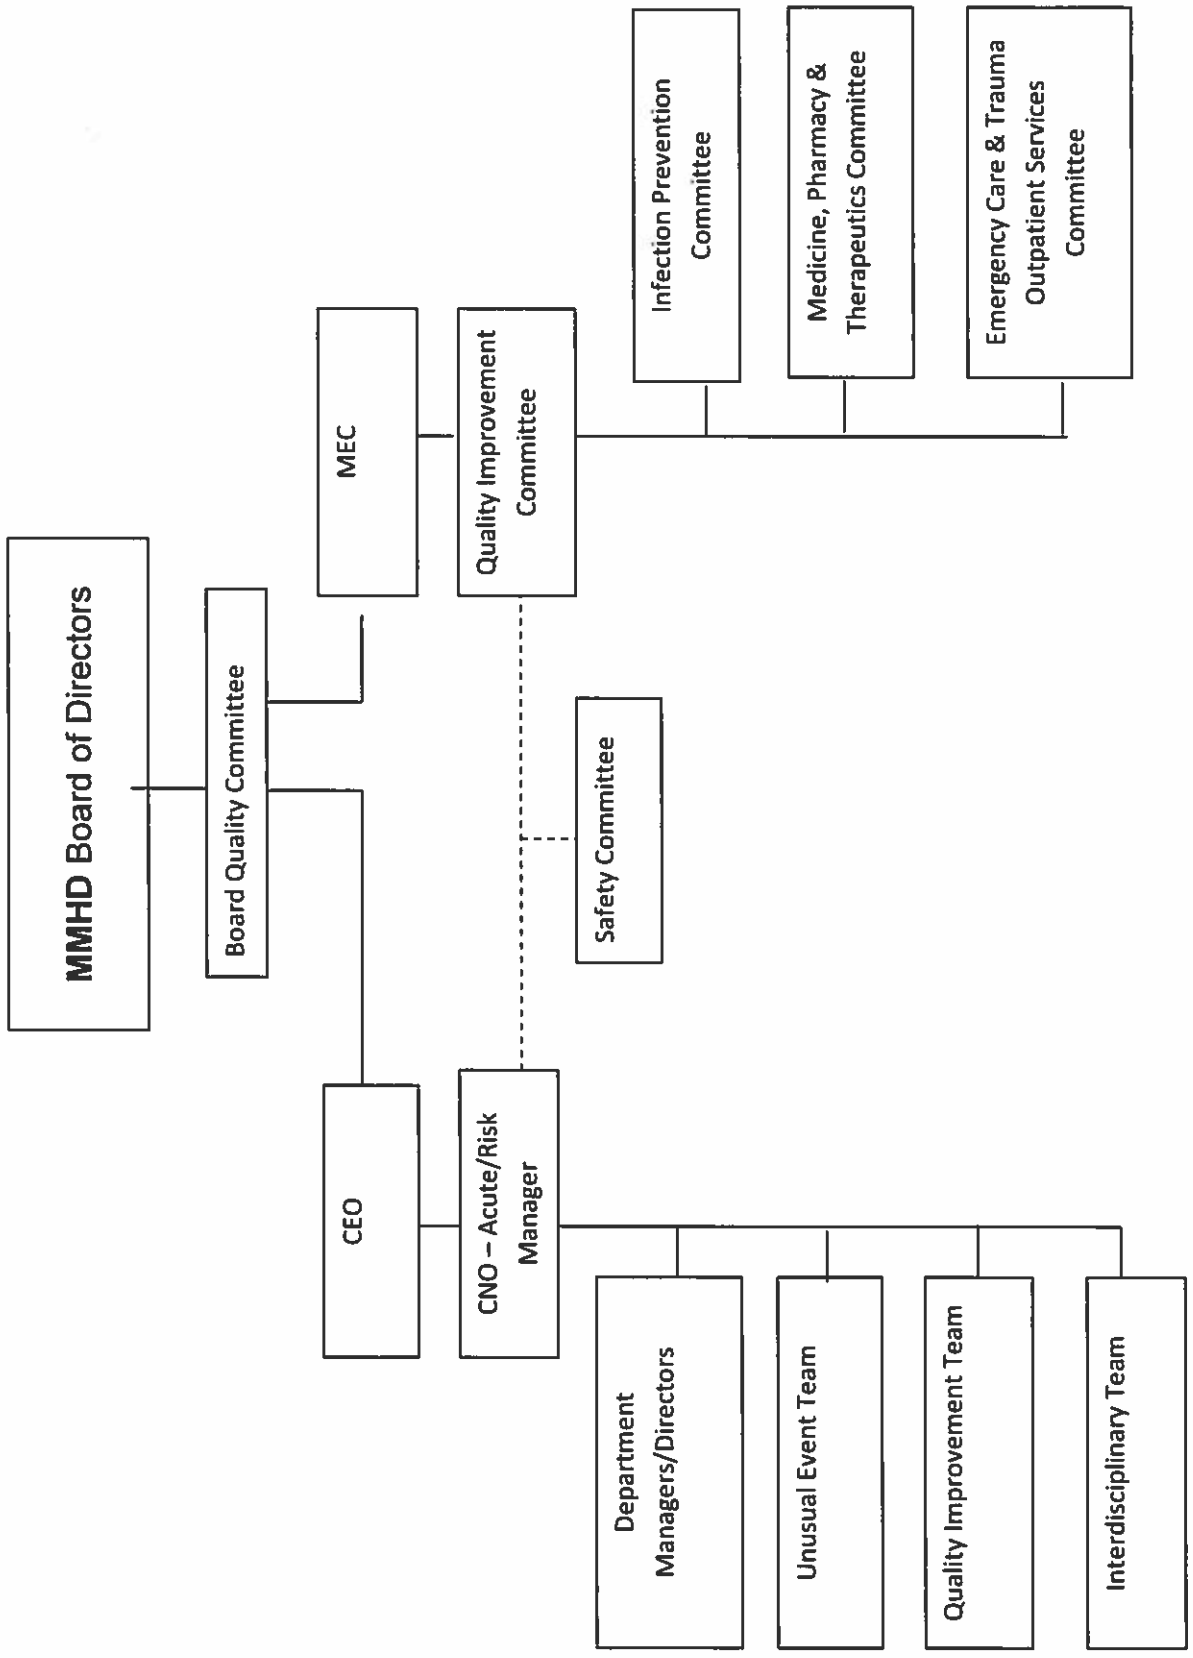 MMHD Board of Directors
Board Quality Committee
CEO
MEC
CNO – Acute/Risk
Manager
Quality Improvement
Committee
Safety Committee
Department
Managers/Directors
Unusual Event Team
Quality Improvement Team
Interdisciplinary Team
Infection Prevention
Committee
Medicine, Pharmacy &
Therapeutics Committee
Emergency Care & Trauma
Outpatient Services
Committee